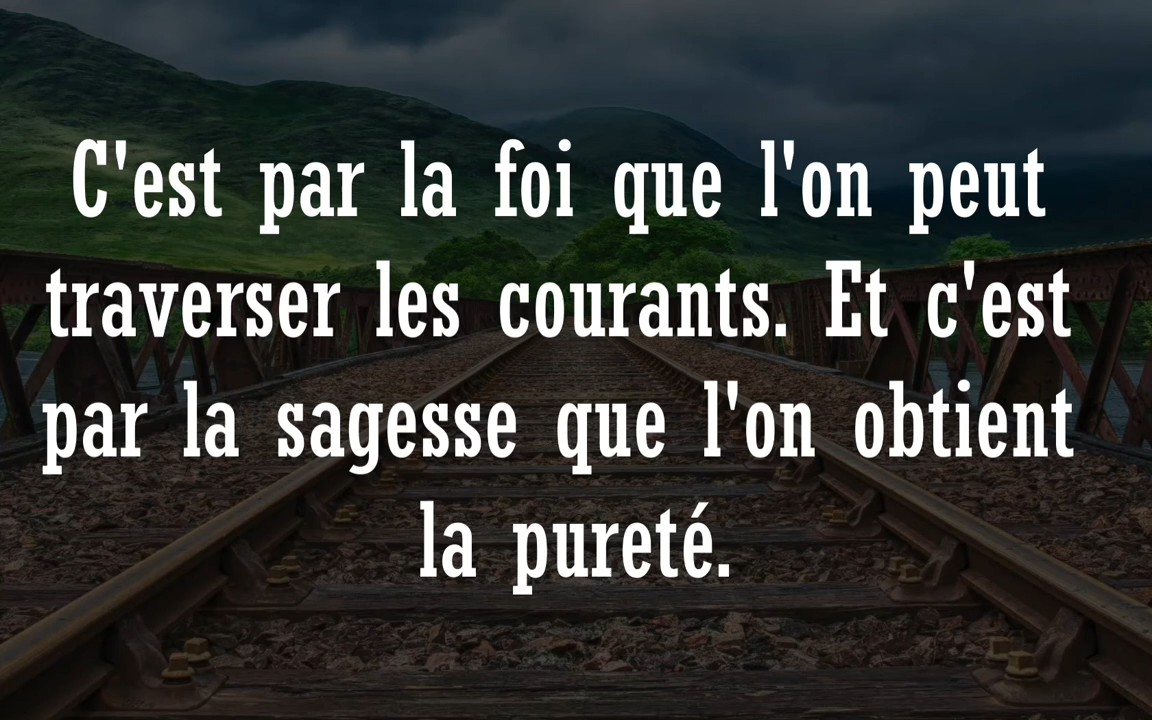 C'est par la foi que l'on peut
traverser les courants. Et c'est
par la sagesse que l'on obtient
la pureté.